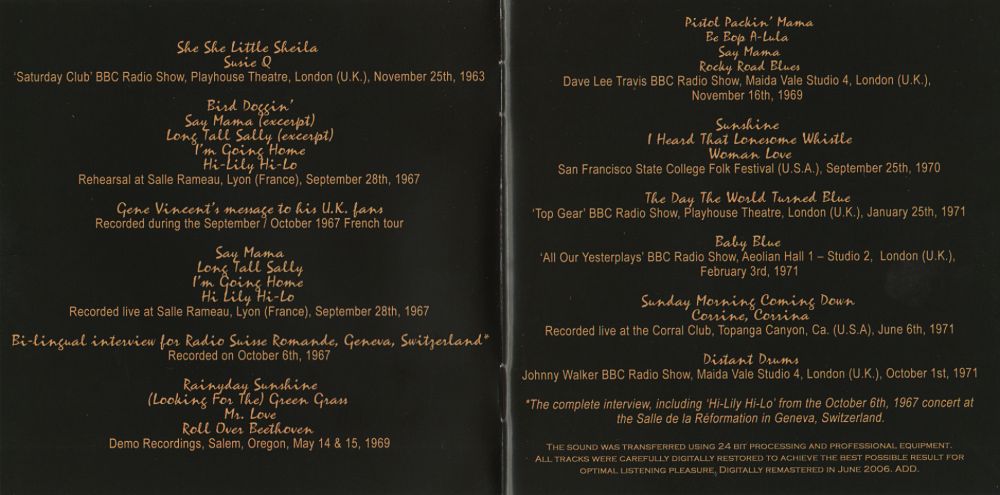 She She Little Sheila
Susie Q
'Saturday Club' BBC Radio Show, Playhouse Theatre, London (U.K.), November 25th, 1963
Bird Doggin'
Say Mama (excerpt)
Long Tall Sally (excerpt)
I'm Going Home
Hi-Lily Hi-Lo
Rehearsal at Salle Rameau, Lyon (France), September 28th, 1967
Gene Vincent's message to his U.K. fans
Recorded during the September / October 1967 French tour
Say Mama
Long Tall Sally
I'm Going Home
Hi Lily Hi-Lo
Recorded live at Salle Rameau, Lyon (France), September 28th, 1967
Bi-lingual interview for Radio Suisse Romande, Geneva, Switzerland*
Recorded on October 6th, 1967
Rainyday Sunshine
(Looking For The) Green Grass
Mr. Love
Roll Over Beethoven
Demo Recordings, Salem, Oregon, May 14 & 15, 1969
Pistol Packin' Mama
Be Bop A-Lula
Say Mama
Rocky Road Blues
Dave Lee Travis BBC Radio Show, Maida Vale Studio 4, London (U.K.),
November 16th, 1969
Sunshine
I Heard That Lonesome Whistle
Woman Love
San Francisco State College Folk Festival (U.S.A.), September 25th, 1970
The Day The World Turned Blue
'Top Gear' BBC Radio Show, Playhouse Theatre, London (U.K.), January 25th, 1971
Baby Blue
'All Our Yesterplays' BBC Radio Show, Aeolian Hall 1 – Studio 2, London (U.K.),
February 3rd, 1971
Sunday Morning Coming Down
Corrine, Corrina
Recorded live at the Corral Club, Topanga Canyon, Ca. (U.S.A), June 6th, 1971
Distant Drums
Johnny Walker BBC Radio Show, Maida Vale Studio 4, London (U.K.), October 1st, 1971
*The complete interview, including 'Hi-Lily Hi-Lo' from the October 6th, 1967 concert at
the Salle de la Réformation in Geneva, Switzerland.
The sound was transferred using 24 bit processing and professional equipment.
All tracks were carefully digitally restored to achieve the best possible result for
optimal listening pleasure, Digitally remastered in June 2006. ADD.